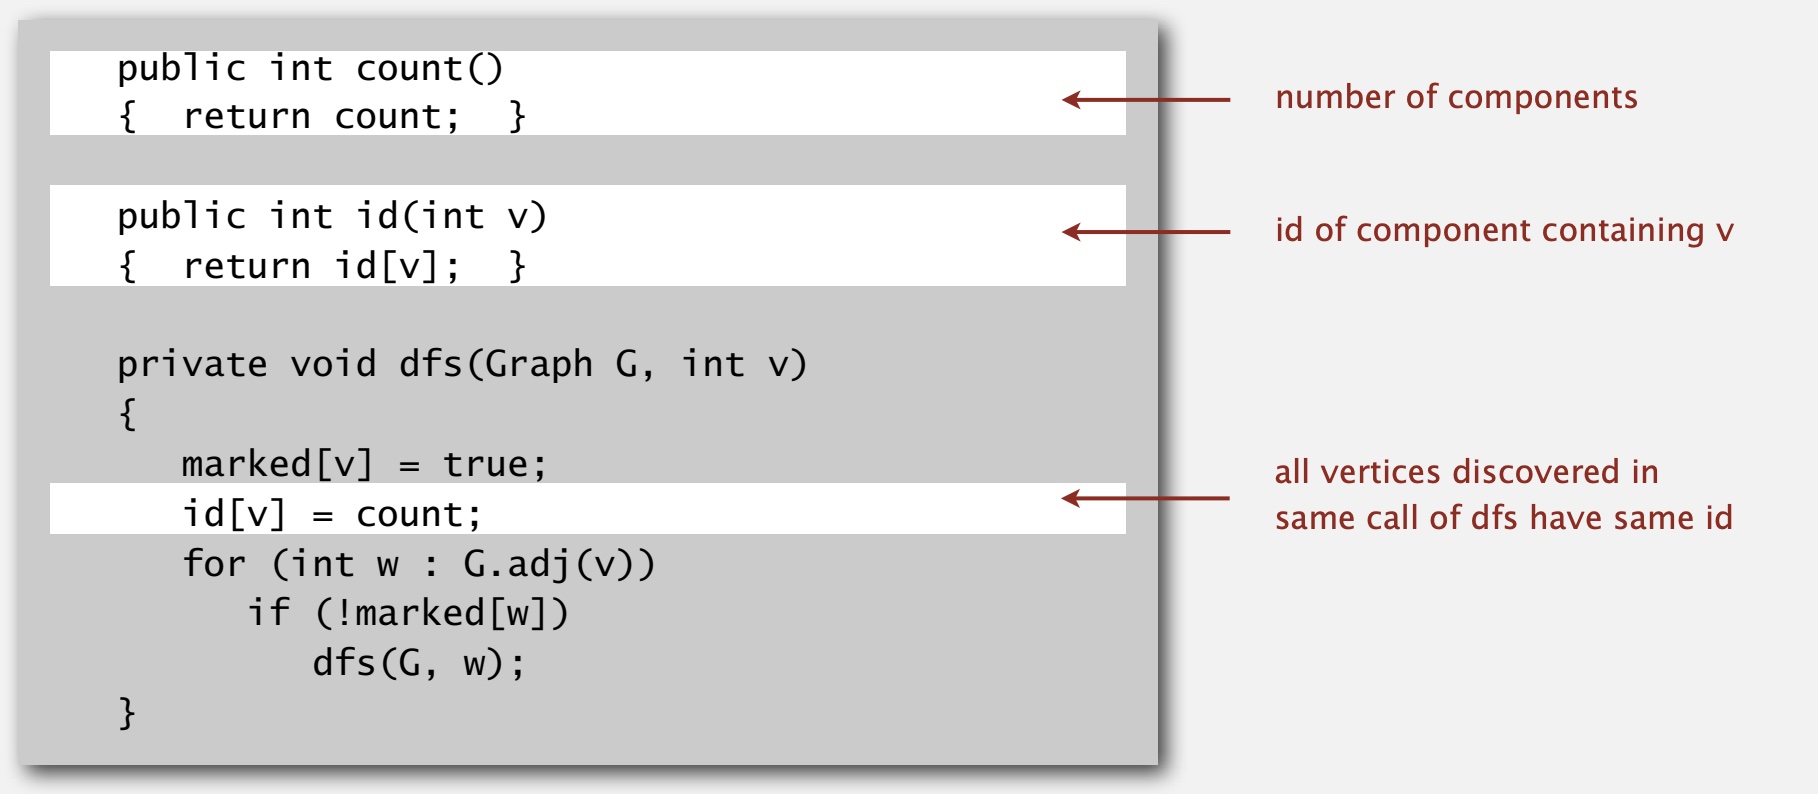 public int count()
{  return count;  }
number of components
public int id(int v)
{  return id[v];  }
id of component containing v
private void dfs(Graph G, int v)
{
marked[v] = true;
id[v] = count;
all vertices discovered in
same call of dfs have same id
for (int w : G.adj(v))
if (!marked[w])
dfs(G, w);
}